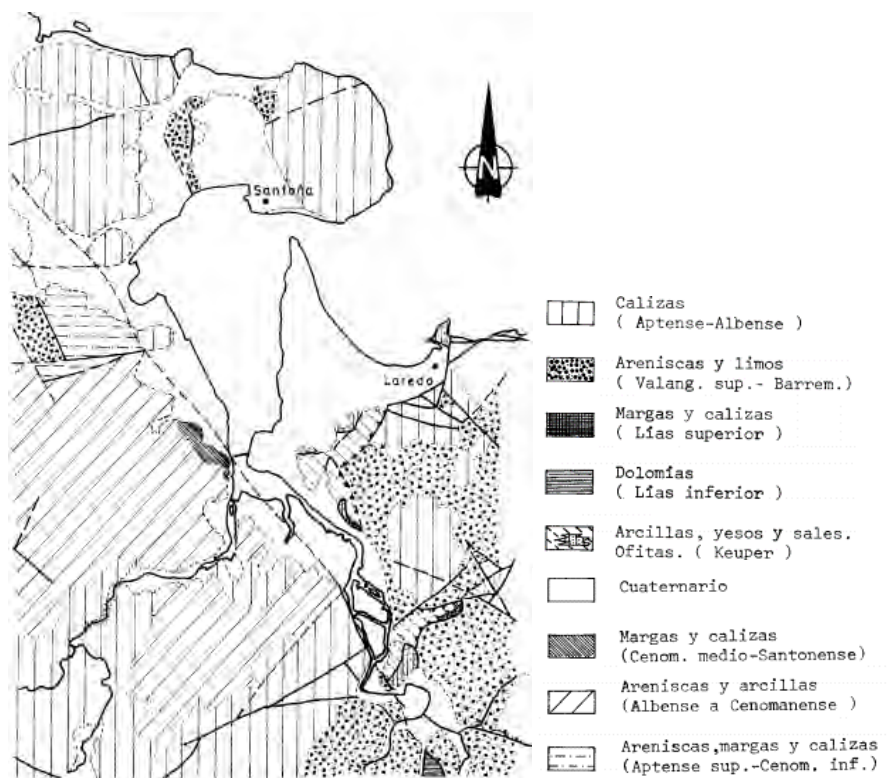 N
Santoña
Laredo
Calizas
( Aptense-Albense )
Areniscas y limos
( Valang. sup.- Barrem.)
Margas y calizas
( Lías superior )
Dolomías
( Lías inferior )
Arcillas, yesos y sales.
Ofitas. ( Keuper )
Cuaternario
Margas y calizas
(Cenom. medio-Santonense)
Areniscas y arcillas
(Albense a Cenomanense )
Areniscas,margas y calizas
(Aptense sup.-Cenom. inf.)